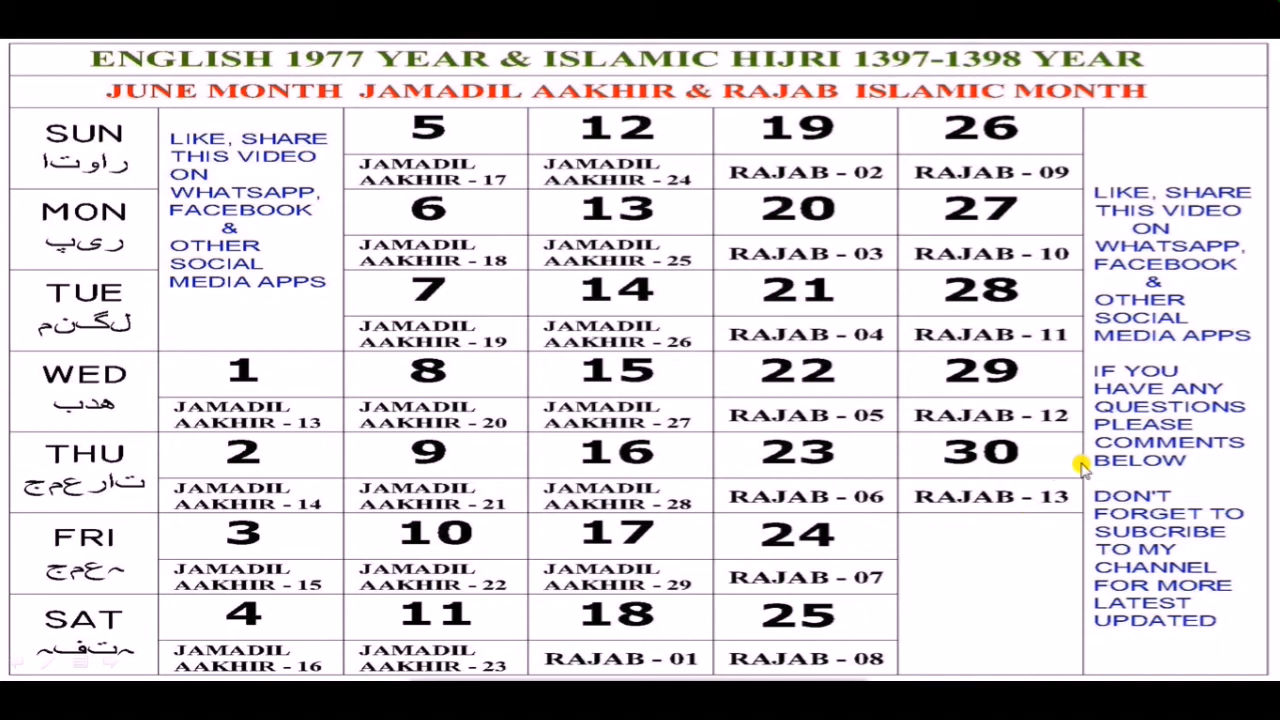 ENGLISH 1977 YEAR & ISLAMIC HIJRI 1397-1398 YEAR
JUNE MONTH JAMADIL AAKHIR & RAJAB ISLAMIC MONTH
SUN
راوتا
MON
ریپ
TUE
لگنم
WED
هدب
THU
تارعمج
FRI
ہعمج
SAT
ہتفہ
LIKE, SHARE
THIS VIDEO
ON
WHATSAPP,
FACEBOOK
&
OTHER
SOCIAL
MEDIA APPS
1
JAMADIL
AAKHIR - 13
2
JAMADIL
AAKHIR - 14
3
JAMADIL
AAKHIR - 15
4
JAMADIL
AAKHIR - 16
5
JAMADIL
AAKHIR - 17
6
JAMADIL
AAKHIR - 18
7
JAMADIL
AAKHIR - 19
8
JAMADIL
AAKHIR - 20
9
JAMADIL
AAKHIR - 21
10
JAMADIL
AAKHIR - 22
11
JAMADIL
AAKHIR - 23
12
JAMADIL
AAKHIR - 24
13
JAMADIL
AAKHIR - 25
14
JAMADIL
AAKHIR - 26
15
JAMADIL
AAKHIR - 27
16
JAMADIL
AAKHIR - 28
17
JAMADIL
AAKHIR - 29
18
RAJAB - 01
19
RAJAB - 02
20
RAJAB - 03
21
RAJAB - 04
22
RAJAB - 05
23
RAJAB - 06
24
RAJAB - 07
25
RAJAB - 08
26
RAJAB - 09
27
RAJAB - 10
28
RAJAB - 11
29
RAJAB - 12
30
RAJAB - 13
LIKE, SHARE
THIS VIDEO
ON
WHATSAPP,
FACEBOOK
&
OTHER
SOCIAL
MEDIA APPS
IF YOU
HAVE ANY
QUESTIONS
PLEASE
COMMENTS
BELOW
DON'T
FORGET TO
SUBCRIBE
TO MY
CHANNEL
FOR MORE
LATEST
UPDATED